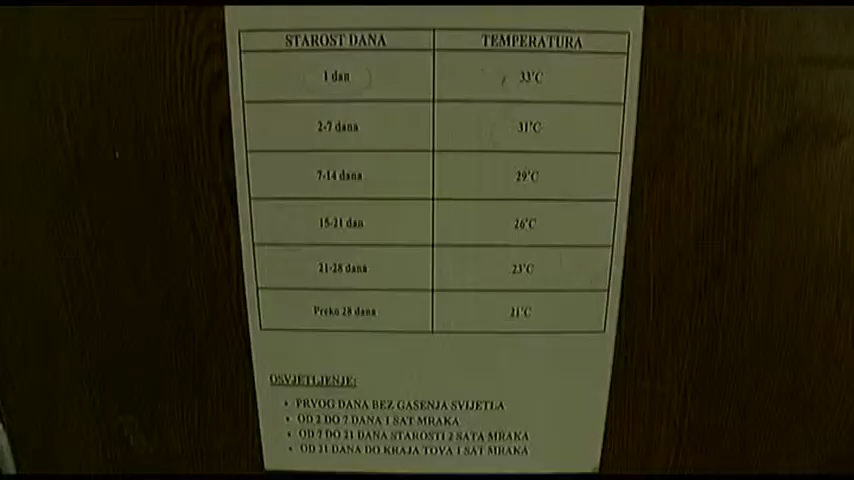 STAROST DANA TEMPERATURA
1 dan 33°C
2-7 dana 31°C
7-14 dana 29°C
15-21 dan 26°C
21-28 dana 23°C
Preko 28 dana 21°C
OSVJETLJENJE:
• PRVOG DANA BEZ GAŠENJA SVIJETLA
• OD 2 DO 7 DANA 1 SAT MRAKA
• OD 7 DO 21 DANA STAROSTI 2 SATA MRAKA
• OD 21 DANA DO KRAJA TOVA 1 SAT MRAKA